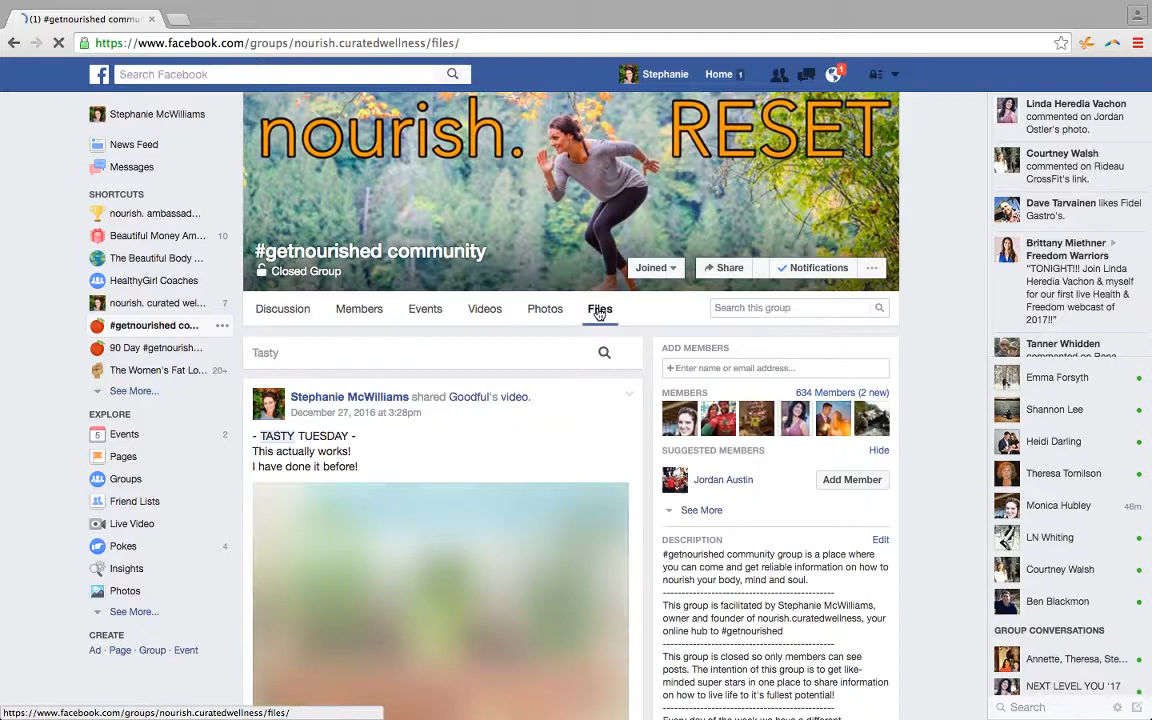 (1) #getnourished commu
https://www.facebook.com/groups/nourish.curatedwellness/files/
Search Facebook
Stephanie
Home 1
1
Stephanie McWilliams
News Feed
Messages
SHORTCUTS
nourish. ambassad...
Beautiful Money Am... 10
The Beautiful Body ...
HealthyGirl Coaches
nourish. curated wel... 7
#getnourished co...
90 Day #getnourish...
The Women's Fat Lo... 20+
See More...
EXPLORE
Events 2
Pages
Groups
Friend Lists
Live Video
Pokes 4
Insights
Photos
See More...
CREATE
Ad · Page · Group · Event
https://www.facebook.com/groups/nourish.curatedwellness/files/
nourish. RESET
#getnourished community
Closed Group
Joined
Share
Notifications
Discussion
Members
Events
Videos
Photos
Files
Search this group
Tasty
Stephanie McWilliams shared Goodful's video.
December 27, 2016 at 3:28pm
- TASTY TUESDAY -
This actually works!
I have done it before!
ADD MEMBERS
+ Enter name or email address...
MEMBERS
634 Members (2 new)
SUGGESTED MEMBERS
Hide
Jordan Austin
Add Member
See More
DESCRIPTION
Edit
#getnourished community group is a place where
you can come and get reliable information on how to
nourish your body, mind and soul.
------------------------------------------
This group is facilitated by Stephanie McWilliams,
owner and founder of nourish.curatedwellness, your
online hub to #getnourished
------------------------------------------
This group is closed so only members can see
posts. The intention of this group is to get like-
minded super stars in one place to share information
on how to live life to it's fullest potential!
------------------------------------------
Every day of the week we have a different
Linda Heredia Vachon
commented on Jordan
Ostler's photo.
Courtney Walsh
commented on Rideau
CrossFit's link.
Dave Tarvainen likes Fidel
Gastro's.
Brittany Miethner
Freedom Warriors
"TONIGHT!!! Join Linda
Heredia Vachon & myself
for our first live Health &
Freedom webcast of
2017!!"
Tanner Whidden
Emma Forsyth
Shannon Lee
Heidi Darling
Theresa Tomilson
Monica Hubley 46m
LN Whiting
Courtney Walsh
Ben Blackmon
GROUP CONVERSATIONS
Annette, Theresa, Ste...
NEXT LEVEL YOU '17
Search